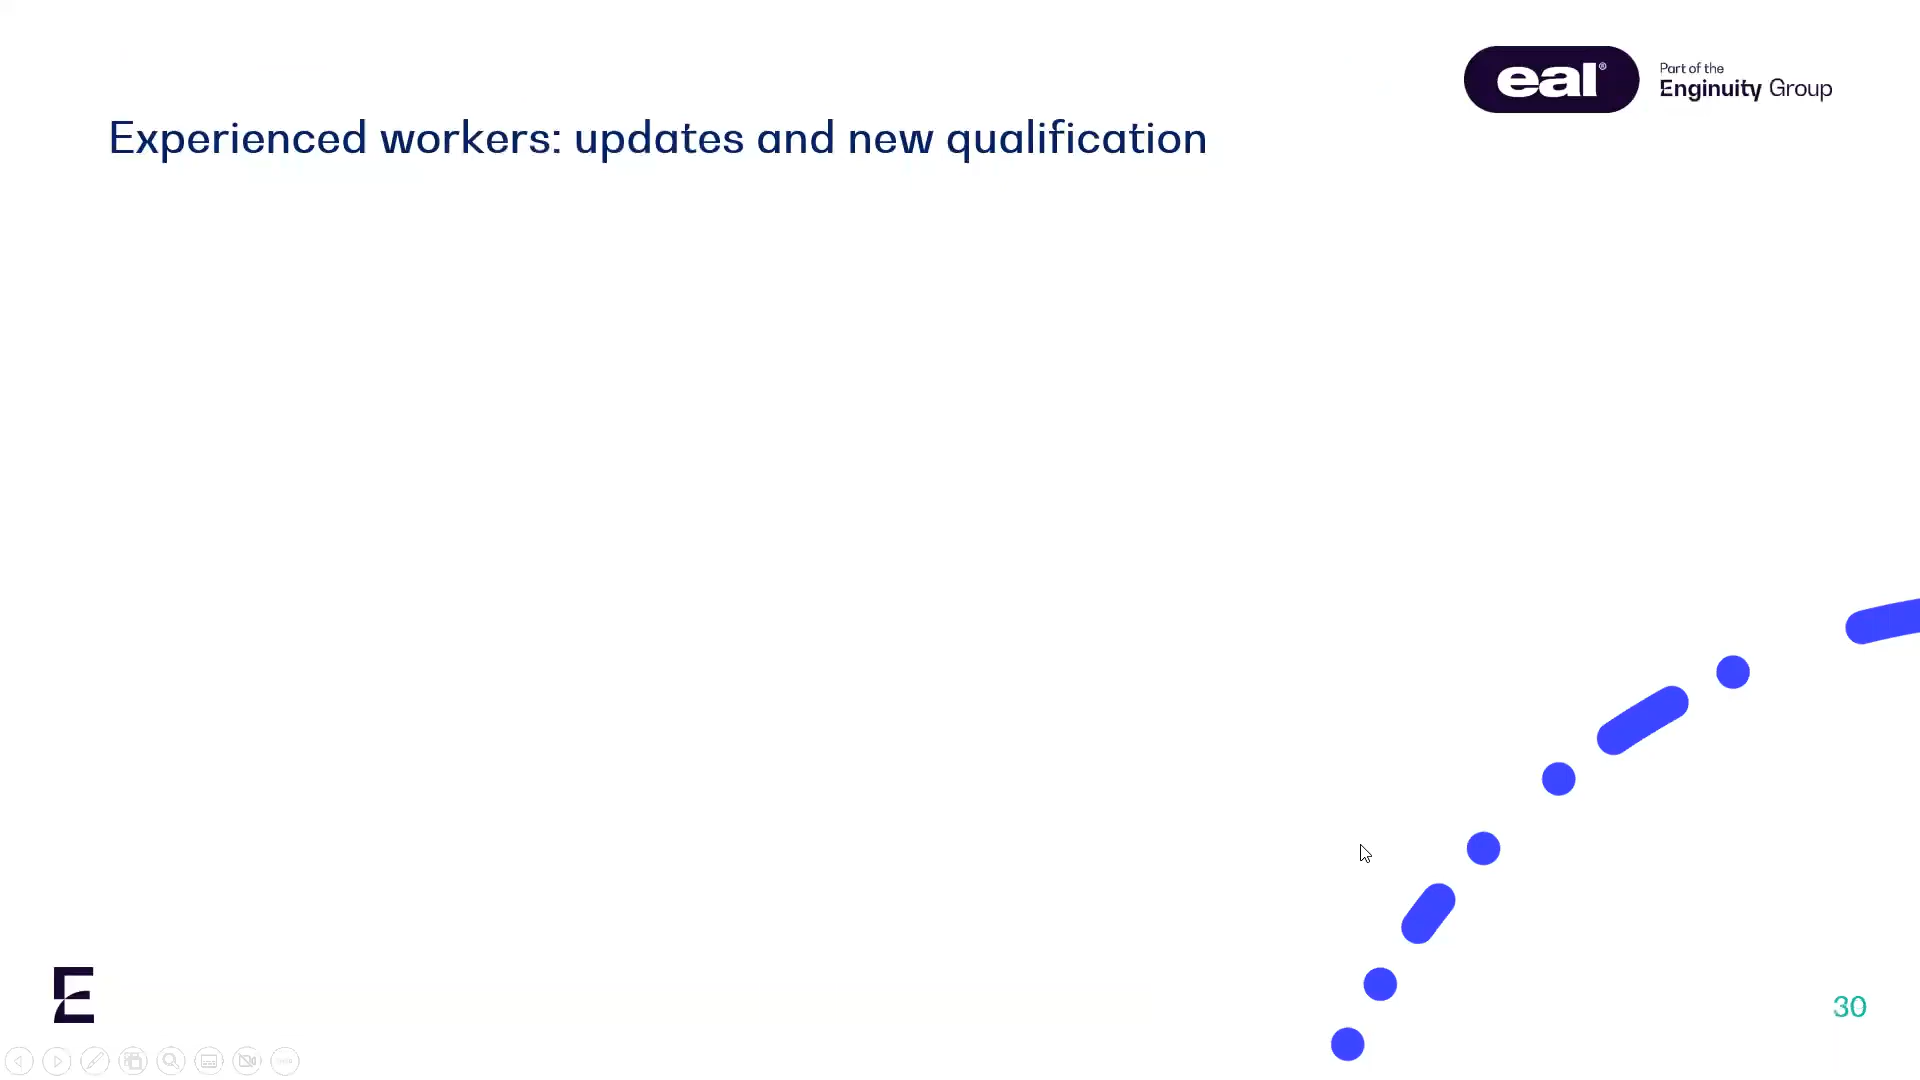 eal®
Part of the
Enginuity Group
Experienced workers: updates and new qualification
E
30